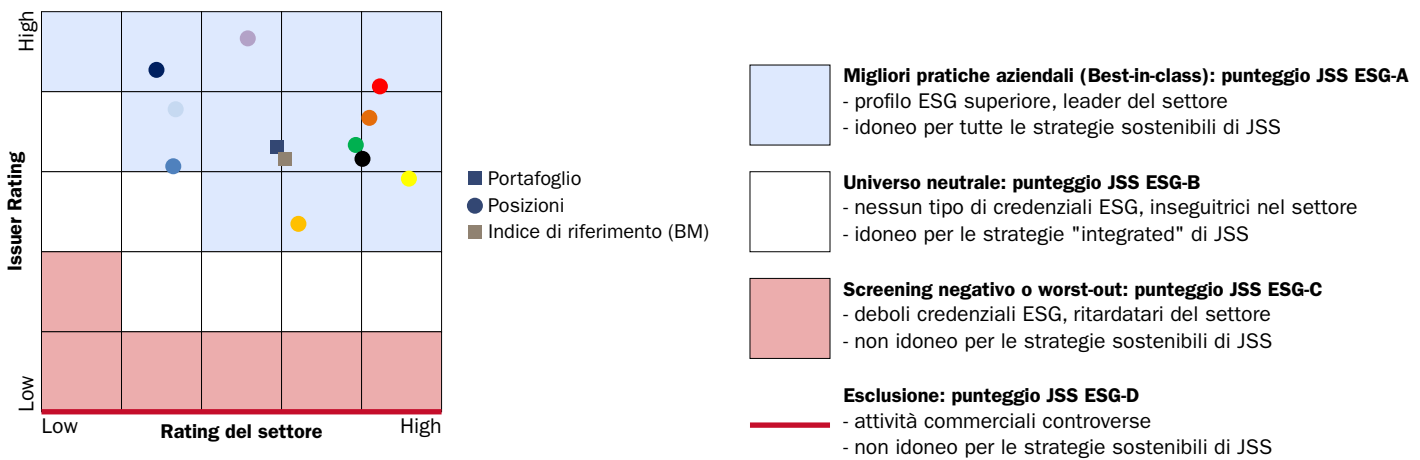 High
Issuer Rating
Low
Low
Rating del settore
High
Portafoglio
Posizioni
Indice di riferimento (BM)
Migliori pratiche aziendali (Best-in-class): punteggio JSS ESG-A
- profilo ESG superiore, leader del settore
- idoneo per tutte le strategie sostenibili di JSS
Universo neutrale: punteggio JSS ESG-B
- nessun tipo di credenziali ESG, inseguitrici nel settore
- idoneo per le strategie "integrated" di JSS
Screening negativo o worst-out: punteggio JSS ESG-C
- deboli credenziali ESG, ritardatari del settore
- non idoneo per le strategie sostenibili di JSS
Esclusione: punteggio JSS ESG-D
- attività commerciali controverse
- non idoneo per le strategie sostenibili di JSS